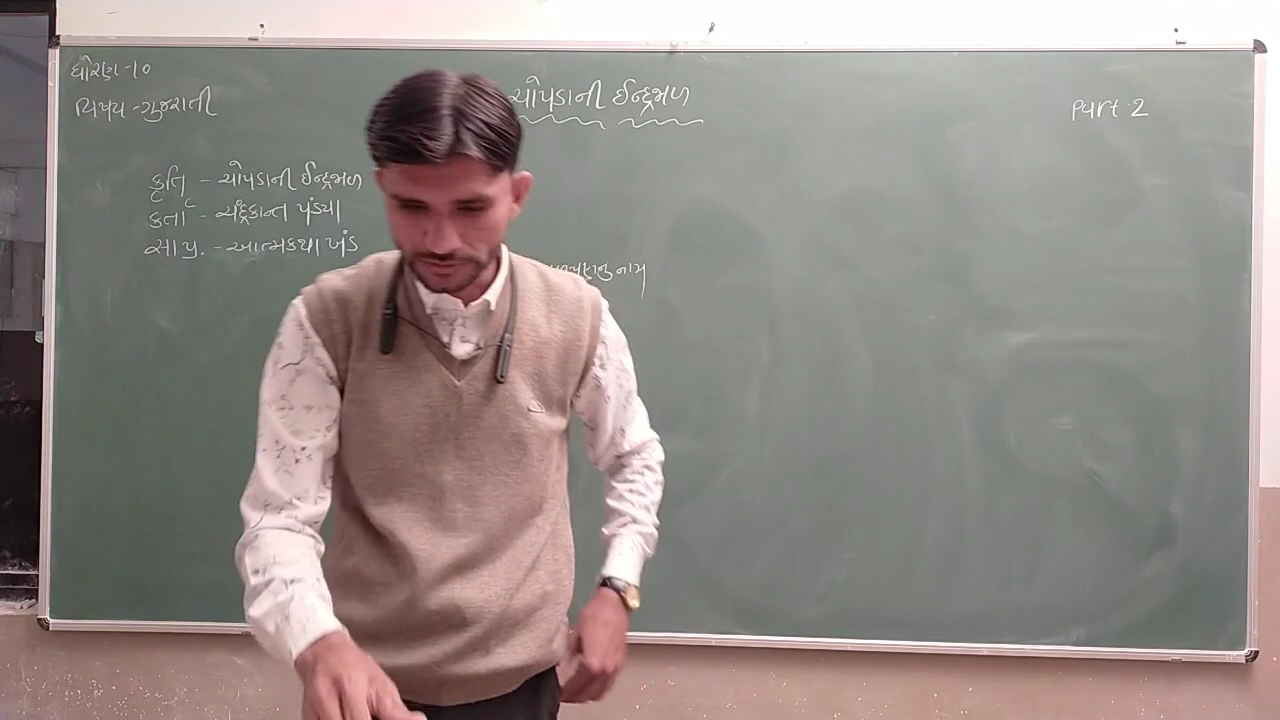 ધોરણ-૧૦
વિષય-ગુજરાતી
ચોપડાની ઈન્દ્રજાળ
Part-2
કૃતિ - ચોપડાની ઈન્દ્રજાળ
કર્તા - ચંદ્રકાન્ત પંડ્યા
સા.પ્ર. - આત્મકથા ખંડ
નામ